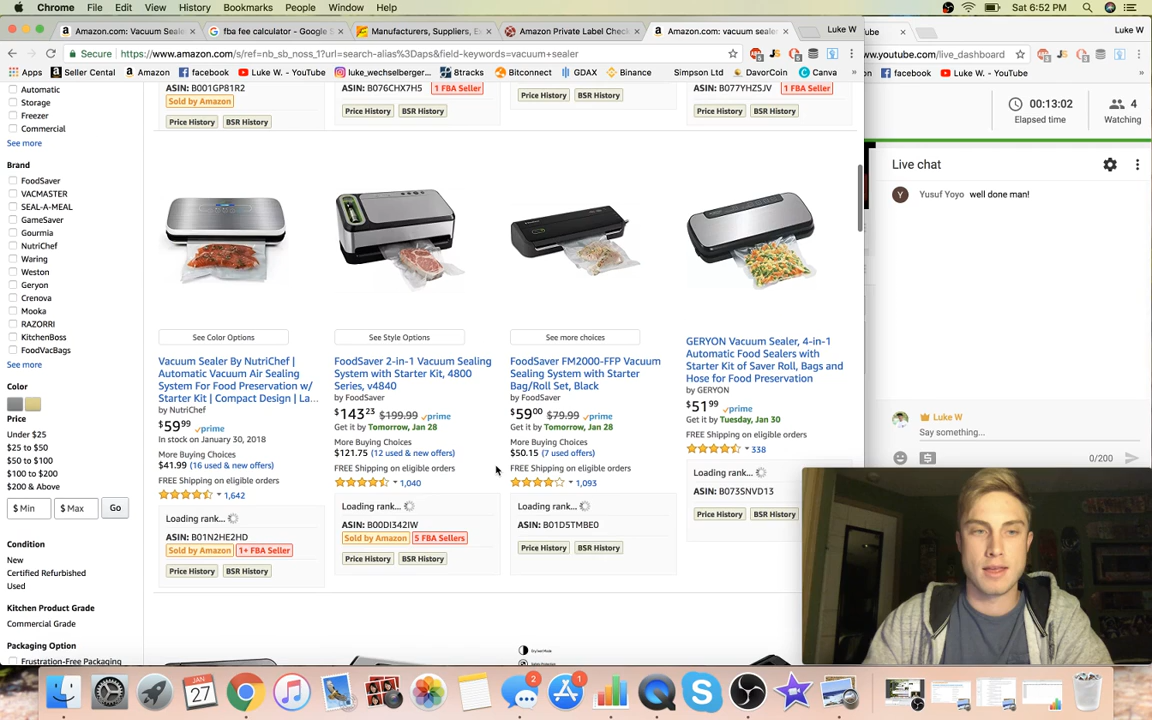 Chrome File Edit View History Bookmarks People Window Help Sat 6:52 PM
Amazon.com: Vacuum Seale fba fee calculator - Google S Manufacturers, Suppliers, Ex Amazon Private Label Check Amazon.com: vacuum sealer Luke W ube Luke W
Secure https://www.amazon.com/s/ref=nb_sb_noss_1?url=search-alias%3Daps&field-keywords=vacuum+sealer ww.youtube.com/live_dashboard
Apps Seller Cental Amazon facebook Luke W. - YouTube luke_wechselberger... 8tracks Bitconnect GDAX Binance Simpson Ltd DavorCoin Canva » facebook Luke W. - YouTube
Automatic
Storage
Freezer
Commercial
See more
Brand
FoodSaver
VACMASTER
SEAL-A-MEAL
GameSaver
Gourmia
NutriChef
Waring
Weston
Geryon
Crenova
Mooka
RAZORRI
KitchenBoss
FoodVacBags
See more
Color
Price
Under $25
$25 to $50
$50 to $100
$100 to $200
$200 & Above
$ Min $ Max Go
Condition
New
Certified Refurbished
Used
Kitchen Product Grade
Commercial Grade
Packaging Option
Frustration-Free Packaging
ASIN: B001GP81R2
Sold by Amazon
Price History BSR History
ASIN: B076CHX7H5 1 FBA Seller
Price History BSR History
Price History BSR History
ASIN: B077YHZSJV 1 FBA Seller
Price History BSR History
See Color Options
Vacuum Sealer By NutriChef |
Automatic Vacuum Air Sealing
System For Food Preservation w/
Starter Kit | Compact Design | La...
by NutriChef
$59 99 prime
In stock on January 30, 2018
More Buying Choices
$41.99 (16 used & new offers)
FREE Shipping on eligible orders
1,642
Loading rank...
ASIN: B01N2HE2HD
Sold by Amazon 1+ FBA Seller
Price History BSR History
See Style Options
FoodSaver 2-in-1 Vacuum Sealing
System with Starter Kit, 4800
Series, v4840
by FoodSaver
$143 23 $199.99 prime
Get it by Tomorrow, Jan 28
More Buying Choices
$121.75 (12 used & new offers)
FREE Shipping on eligible orders
1,040
Loading rank...
ASIN: B00DI342IW
Sold by Amazon 5 FBA Sellers
Price History BSR History
See more choices
FoodSaver FM2000-FFP Vacuum
Sealing System with Starter
Bag/Roll Set, Black
by FoodSaver
$59 00 $79.99 prime
Get it by Tomorrow, Jan 28
More Buying Choices
$50.15 (7 used & new offers)
FREE Shipping on eligible orders
1,093
Loading rank...
ASIN: B01D5TMBE0
Price History BSR History
GERYON Vacuum Sealer, 4-in-1
Automatic Food Sealers with
Starter Kit of Saver Roll, Bags and
Hose for Food Preservation
by GERYON
$51 99 prime
Get it by Tuesday, Jan 30
FREE Shipping on eligible orders
338
Loading rank...
ASIN: B073SNVD13
Price History BSR History
00:13:02 4
Elapsed time Watching
Live chat
Y Yusuf Yoyo well done man!
Luke W
Say something...
0/200
JAN
27
2
1